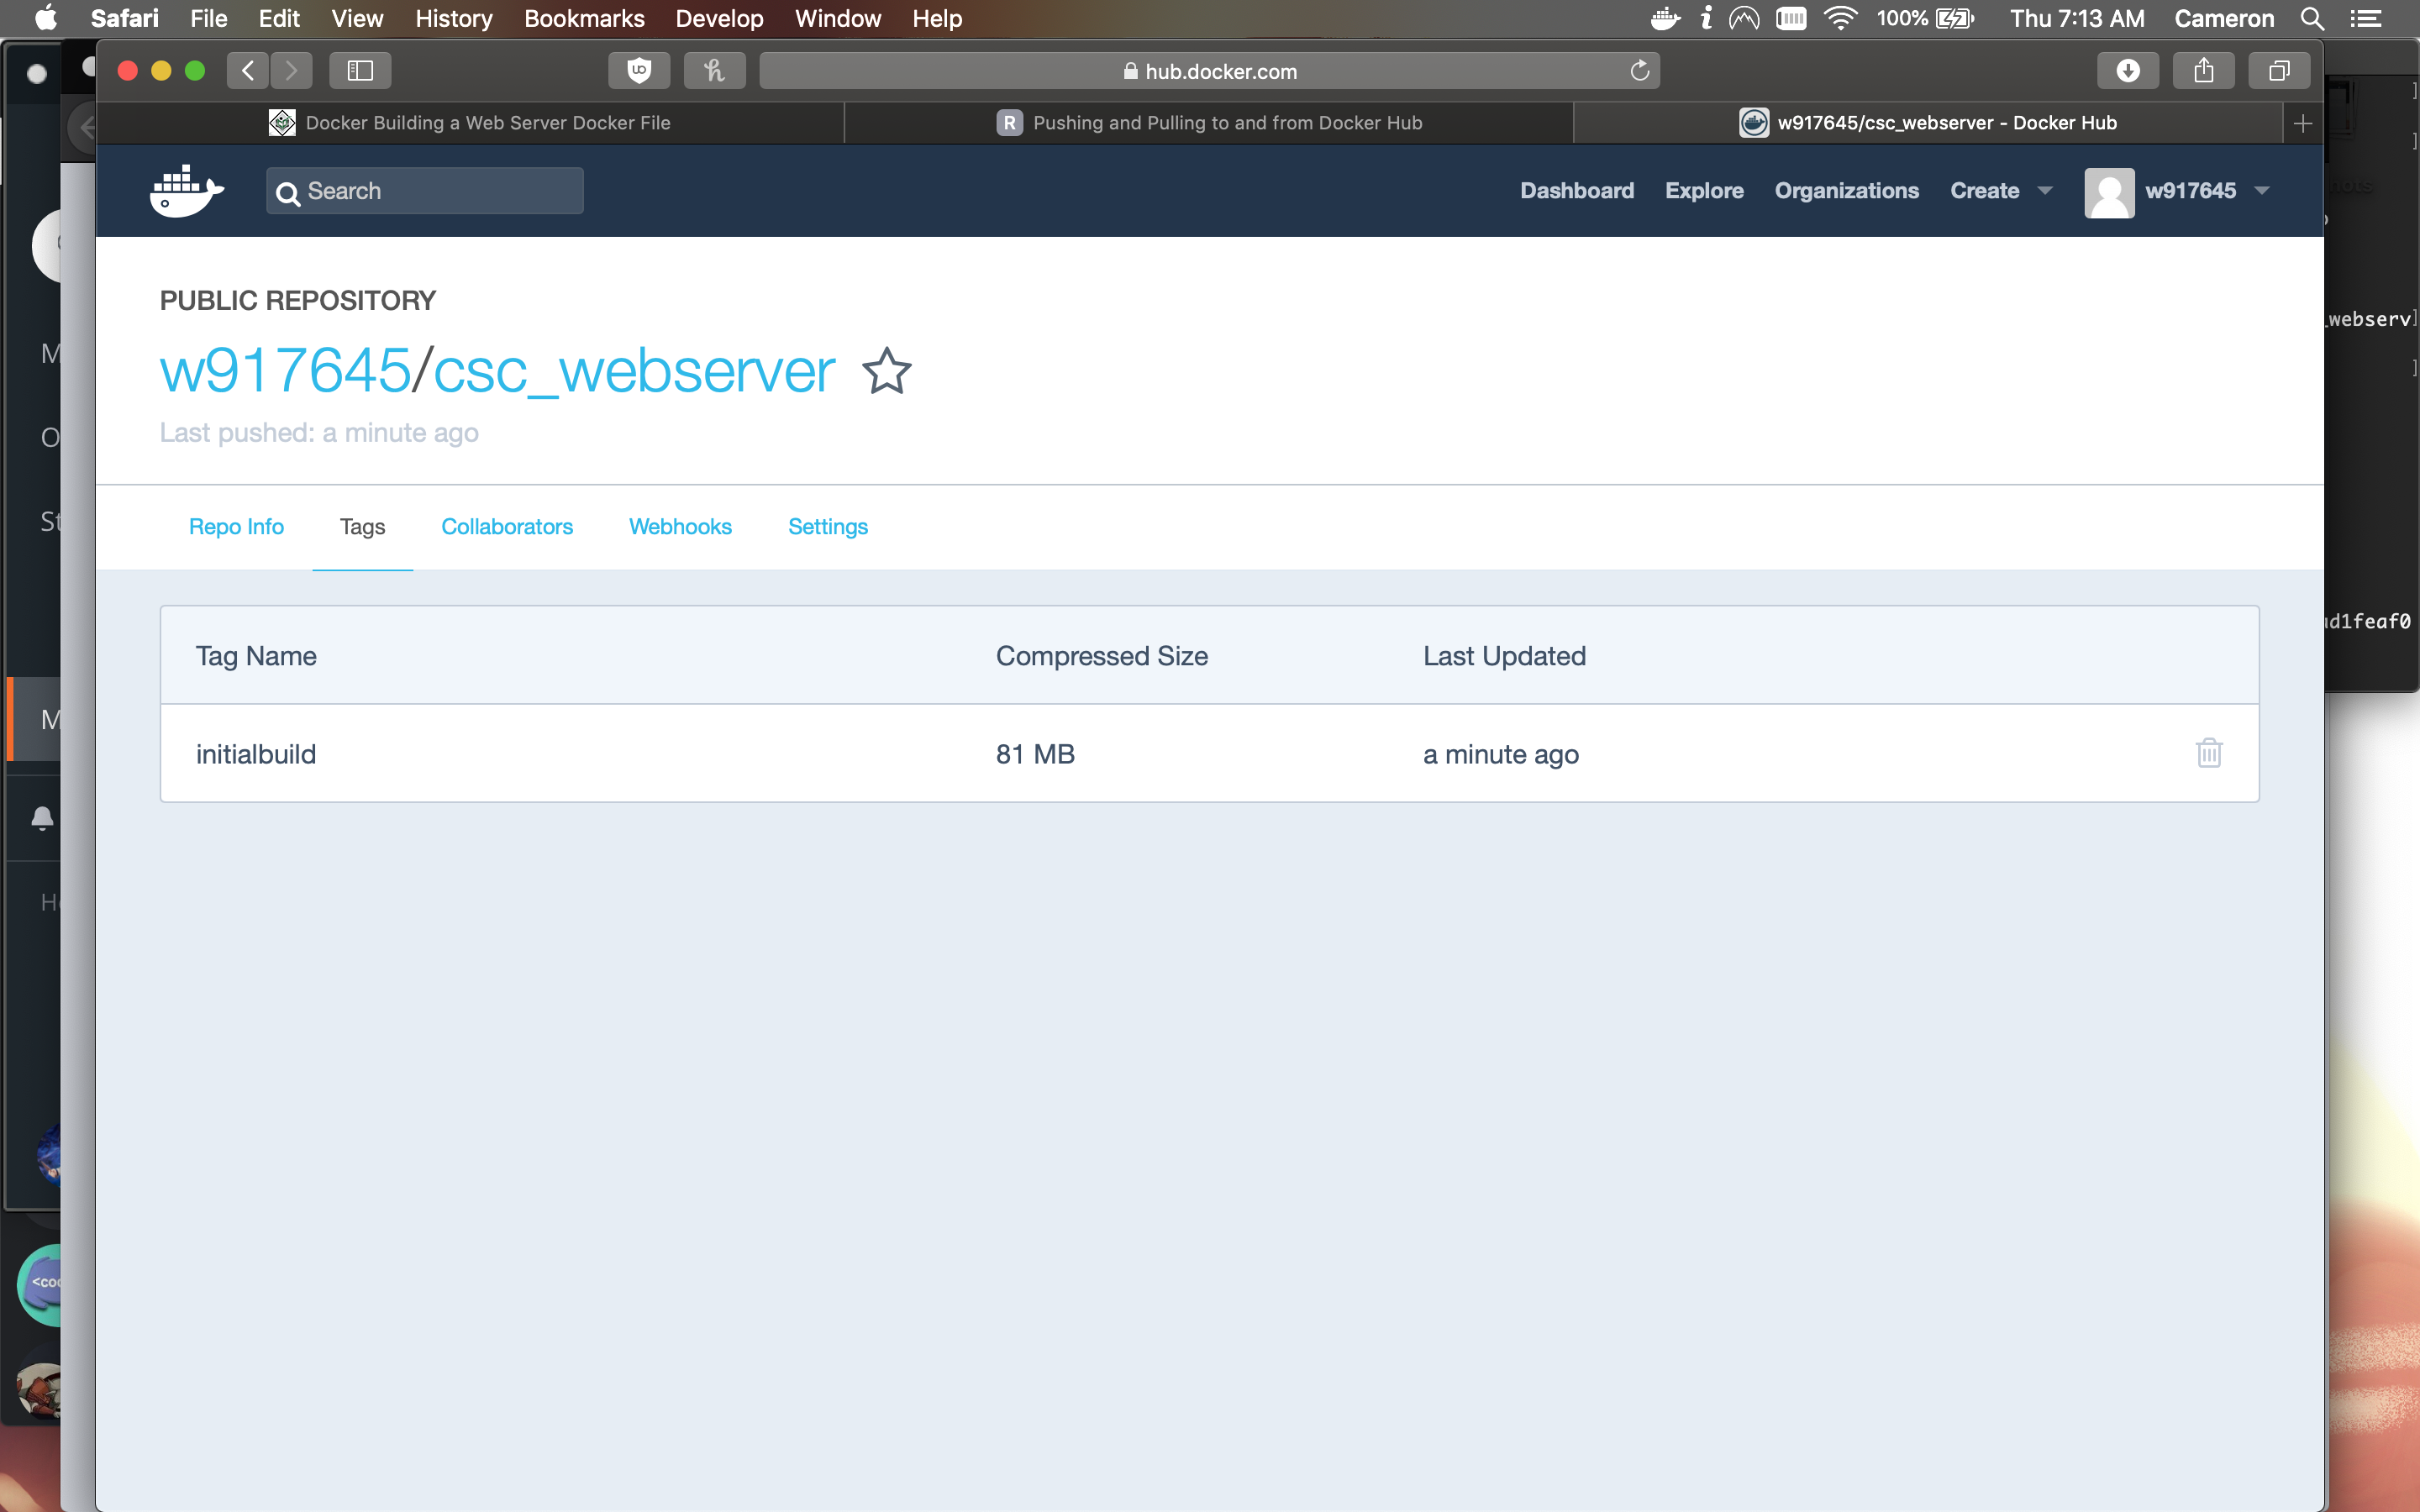 Safari File Edit View History Bookmarks Develop Window Help 100% Thu 7:13 AM Cameron
hub.docker.com
Docker Building a Web Server Docker File
R Pushing and Pulling to and from Docker Hub
w917645/csc_webserver - Docker Hub
Search
Dashboard Explore Organizations Create w917645
PUBLIC REPOSITORY
w917645/csc_webserver
Last pushed: a minute ago
Repo Info Tags Collaborators Webhooks Settings
Tag Name Compressed Size Last Updated
initialbuild 81 MB a minute ago
_webserv]
d1feaf0